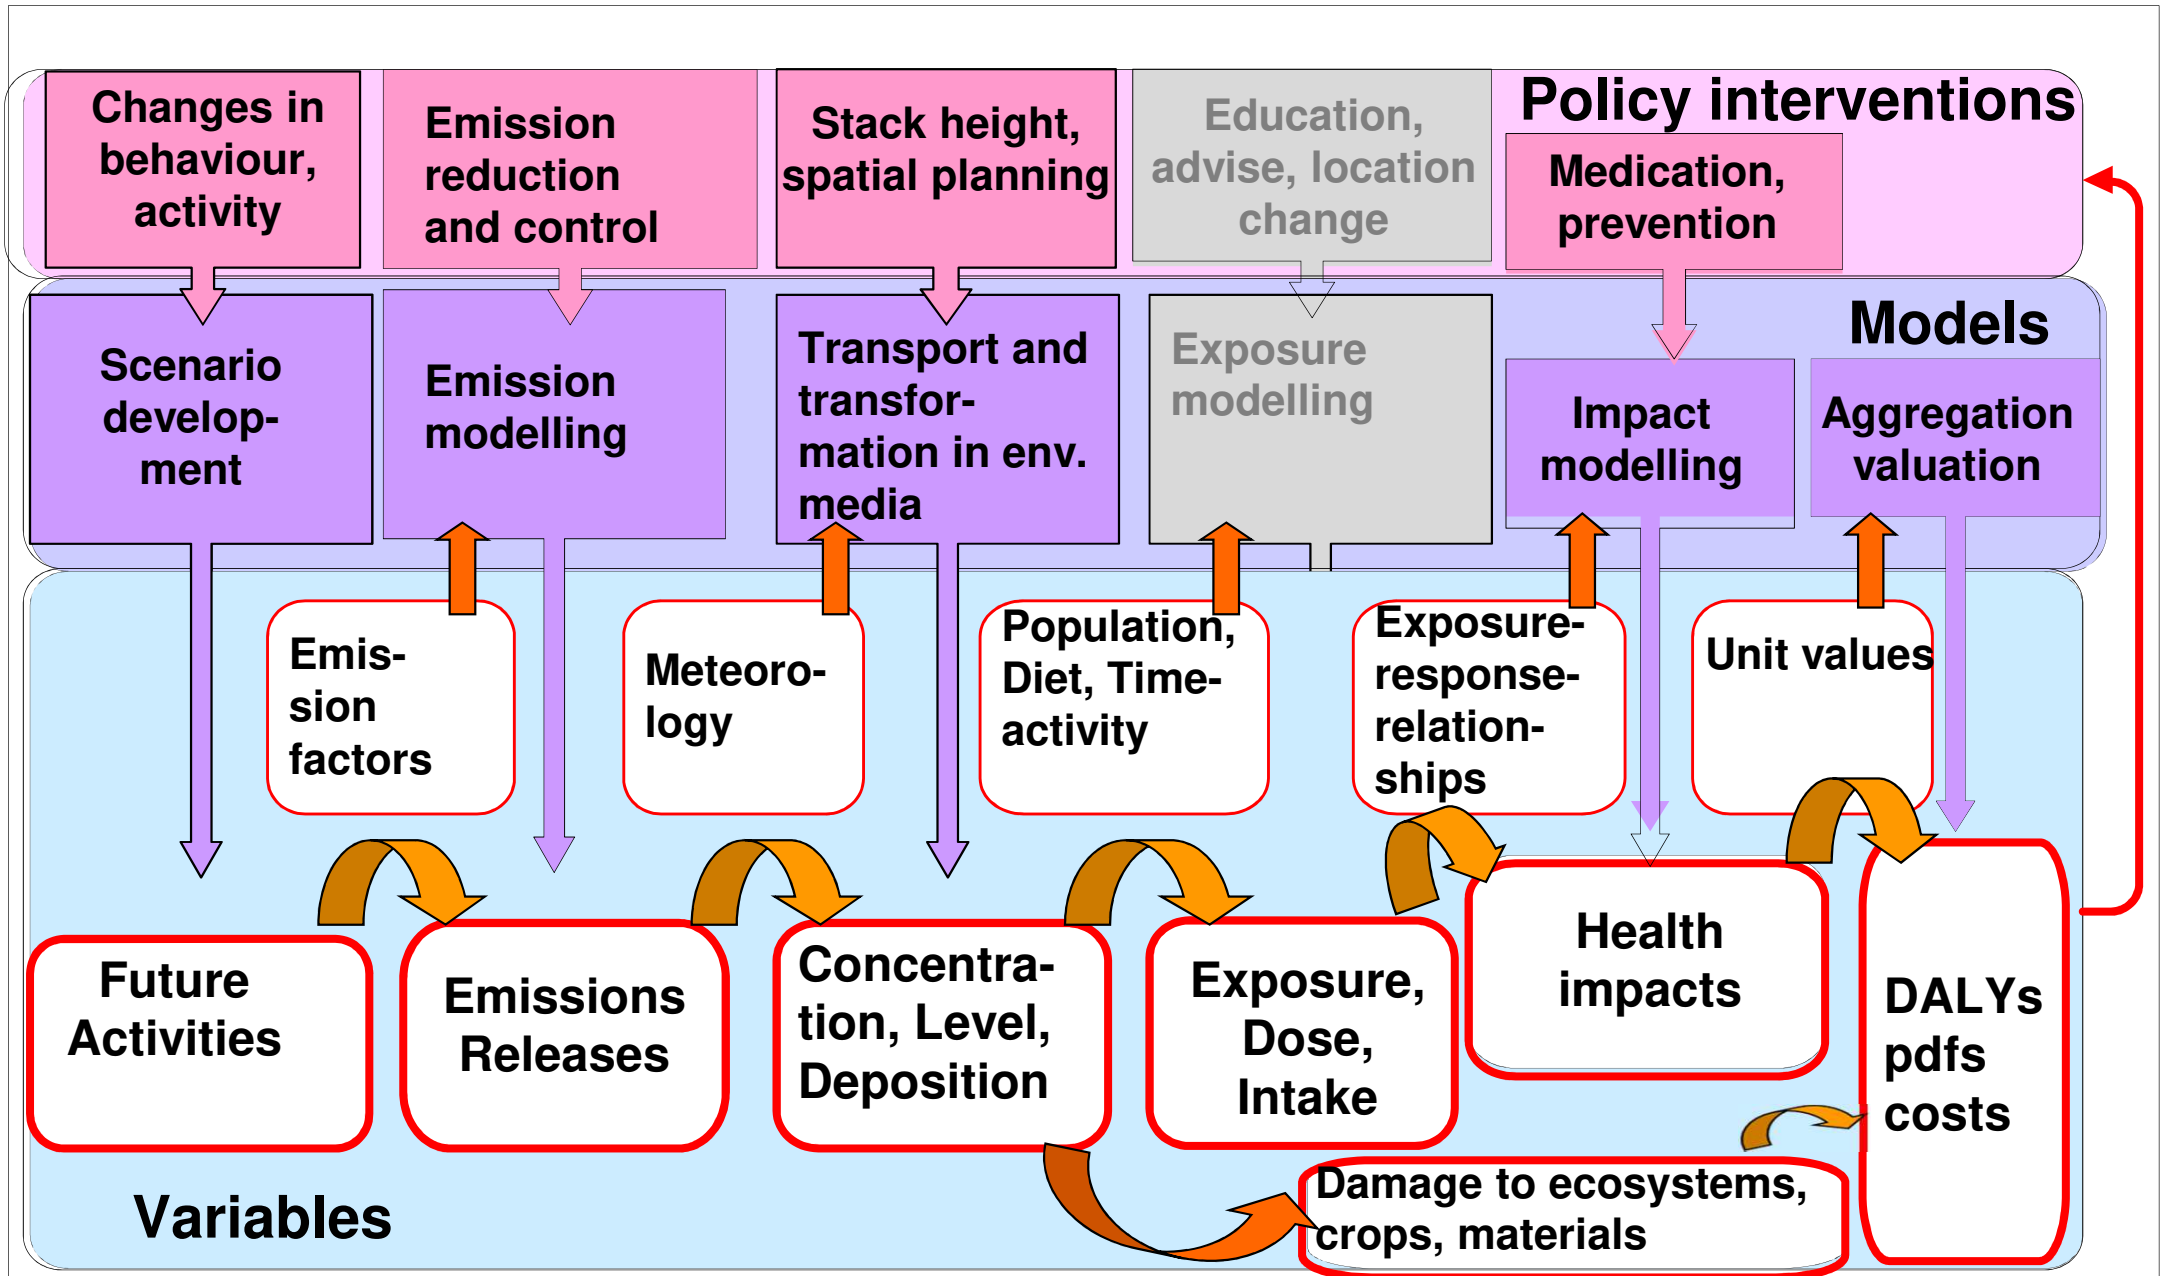 Changes in
behaviour,
activity
Emission
reduction
and control
Stack height,
spatial planning
Education,
advise, location
change
Policy interventions
Medication,
prevention
Models
Scenario
develop-
ment
Emission
modelling
Transport and
transfor-
mation in env.
media
Exposure
modelling
Impact
modelling
Aggregation
valuation
Emis-
sion
factors
Meteoro-
logy
Population,
Diet, Time-
activity
Exposure-
response-
relation-
ships
Unit values
Future
Activities
Emissions
Releases
Concentra-
tion, Level,
Deposition
Exposure,
Dose,
Intake
Health
impacts
DALYs
pdfs
costs
Damage to ecosystems,
crops, materials
Variables